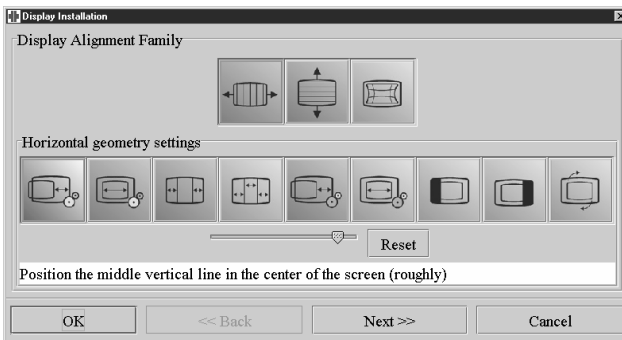 Display Installation
Display Alignment Family
Horizontal geometry settings
Reset
Position the middle vertical line in the center of the screen (roughly)
OK
<< Back
Next >>
Cancel